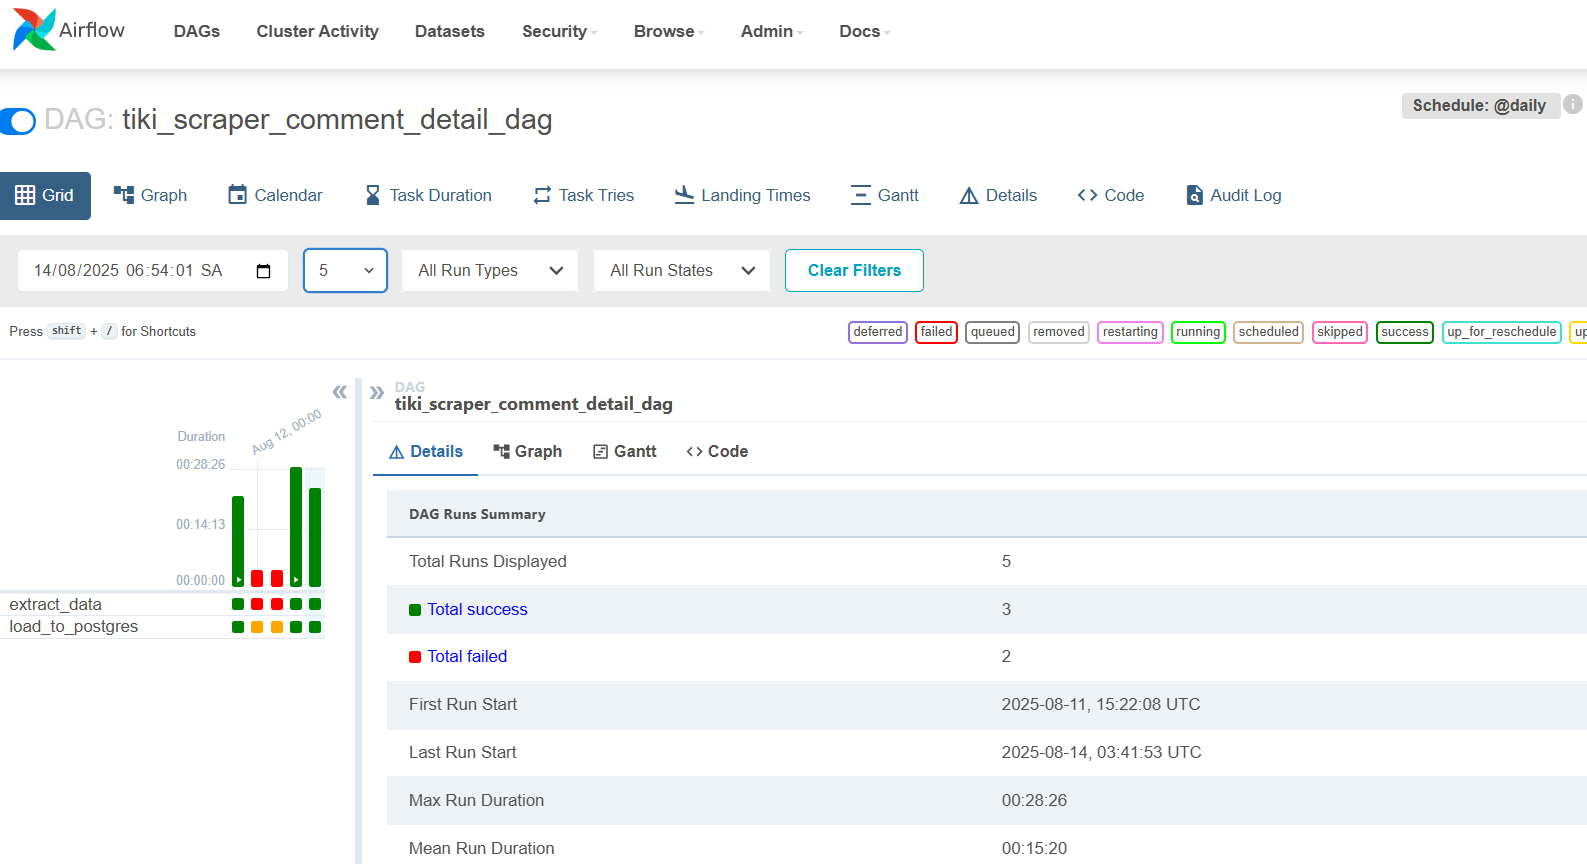 Airflow DAGs Cluster Activity Datasets Security Browse Admin Docs
DAG: tiki_scraper_comment_detail_dag
Schedule: @daily
Grid Graph Calendar Task Duration Task Tries Landing Times Gantt Details Code Audit Log
14/08/2025 06:54:01 SA 5 All Run Types All Run States Clear Filters
Press shift + / for Shortcuts
deferred failed queued removed restarting running scheduled skipped success up_for_reschedule up
DAG
tiki_scraper_comment_detail_dag
Duration
Aug 12, 00:00
00:28:26
00:14:13
00:00:00
extract_data
load_to_postgres
Details Graph Gantt Code
DAG Runs Summary
Total Runs Displayed 5
Total success 3
Total failed 2
First Run Start 2025-08-11, 15:22:08 UTC
Last Run Start 2025-08-14, 03:41:53 UTC
Max Run Duration 00:28:26
Mean Run Duration 00:15:20